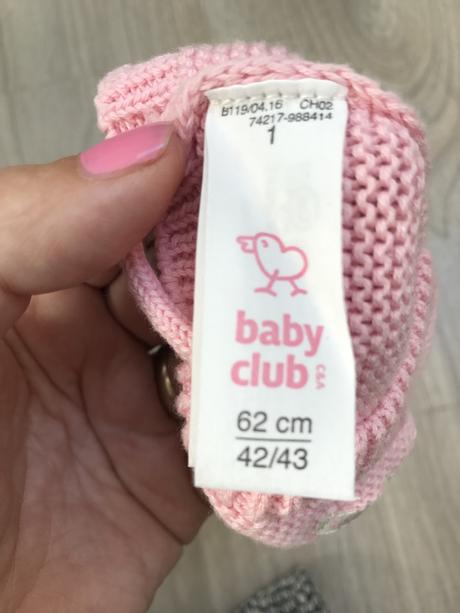 B119/04.16 CH02
74217-988414
1
baby
club
C&A
62 cm
42/43